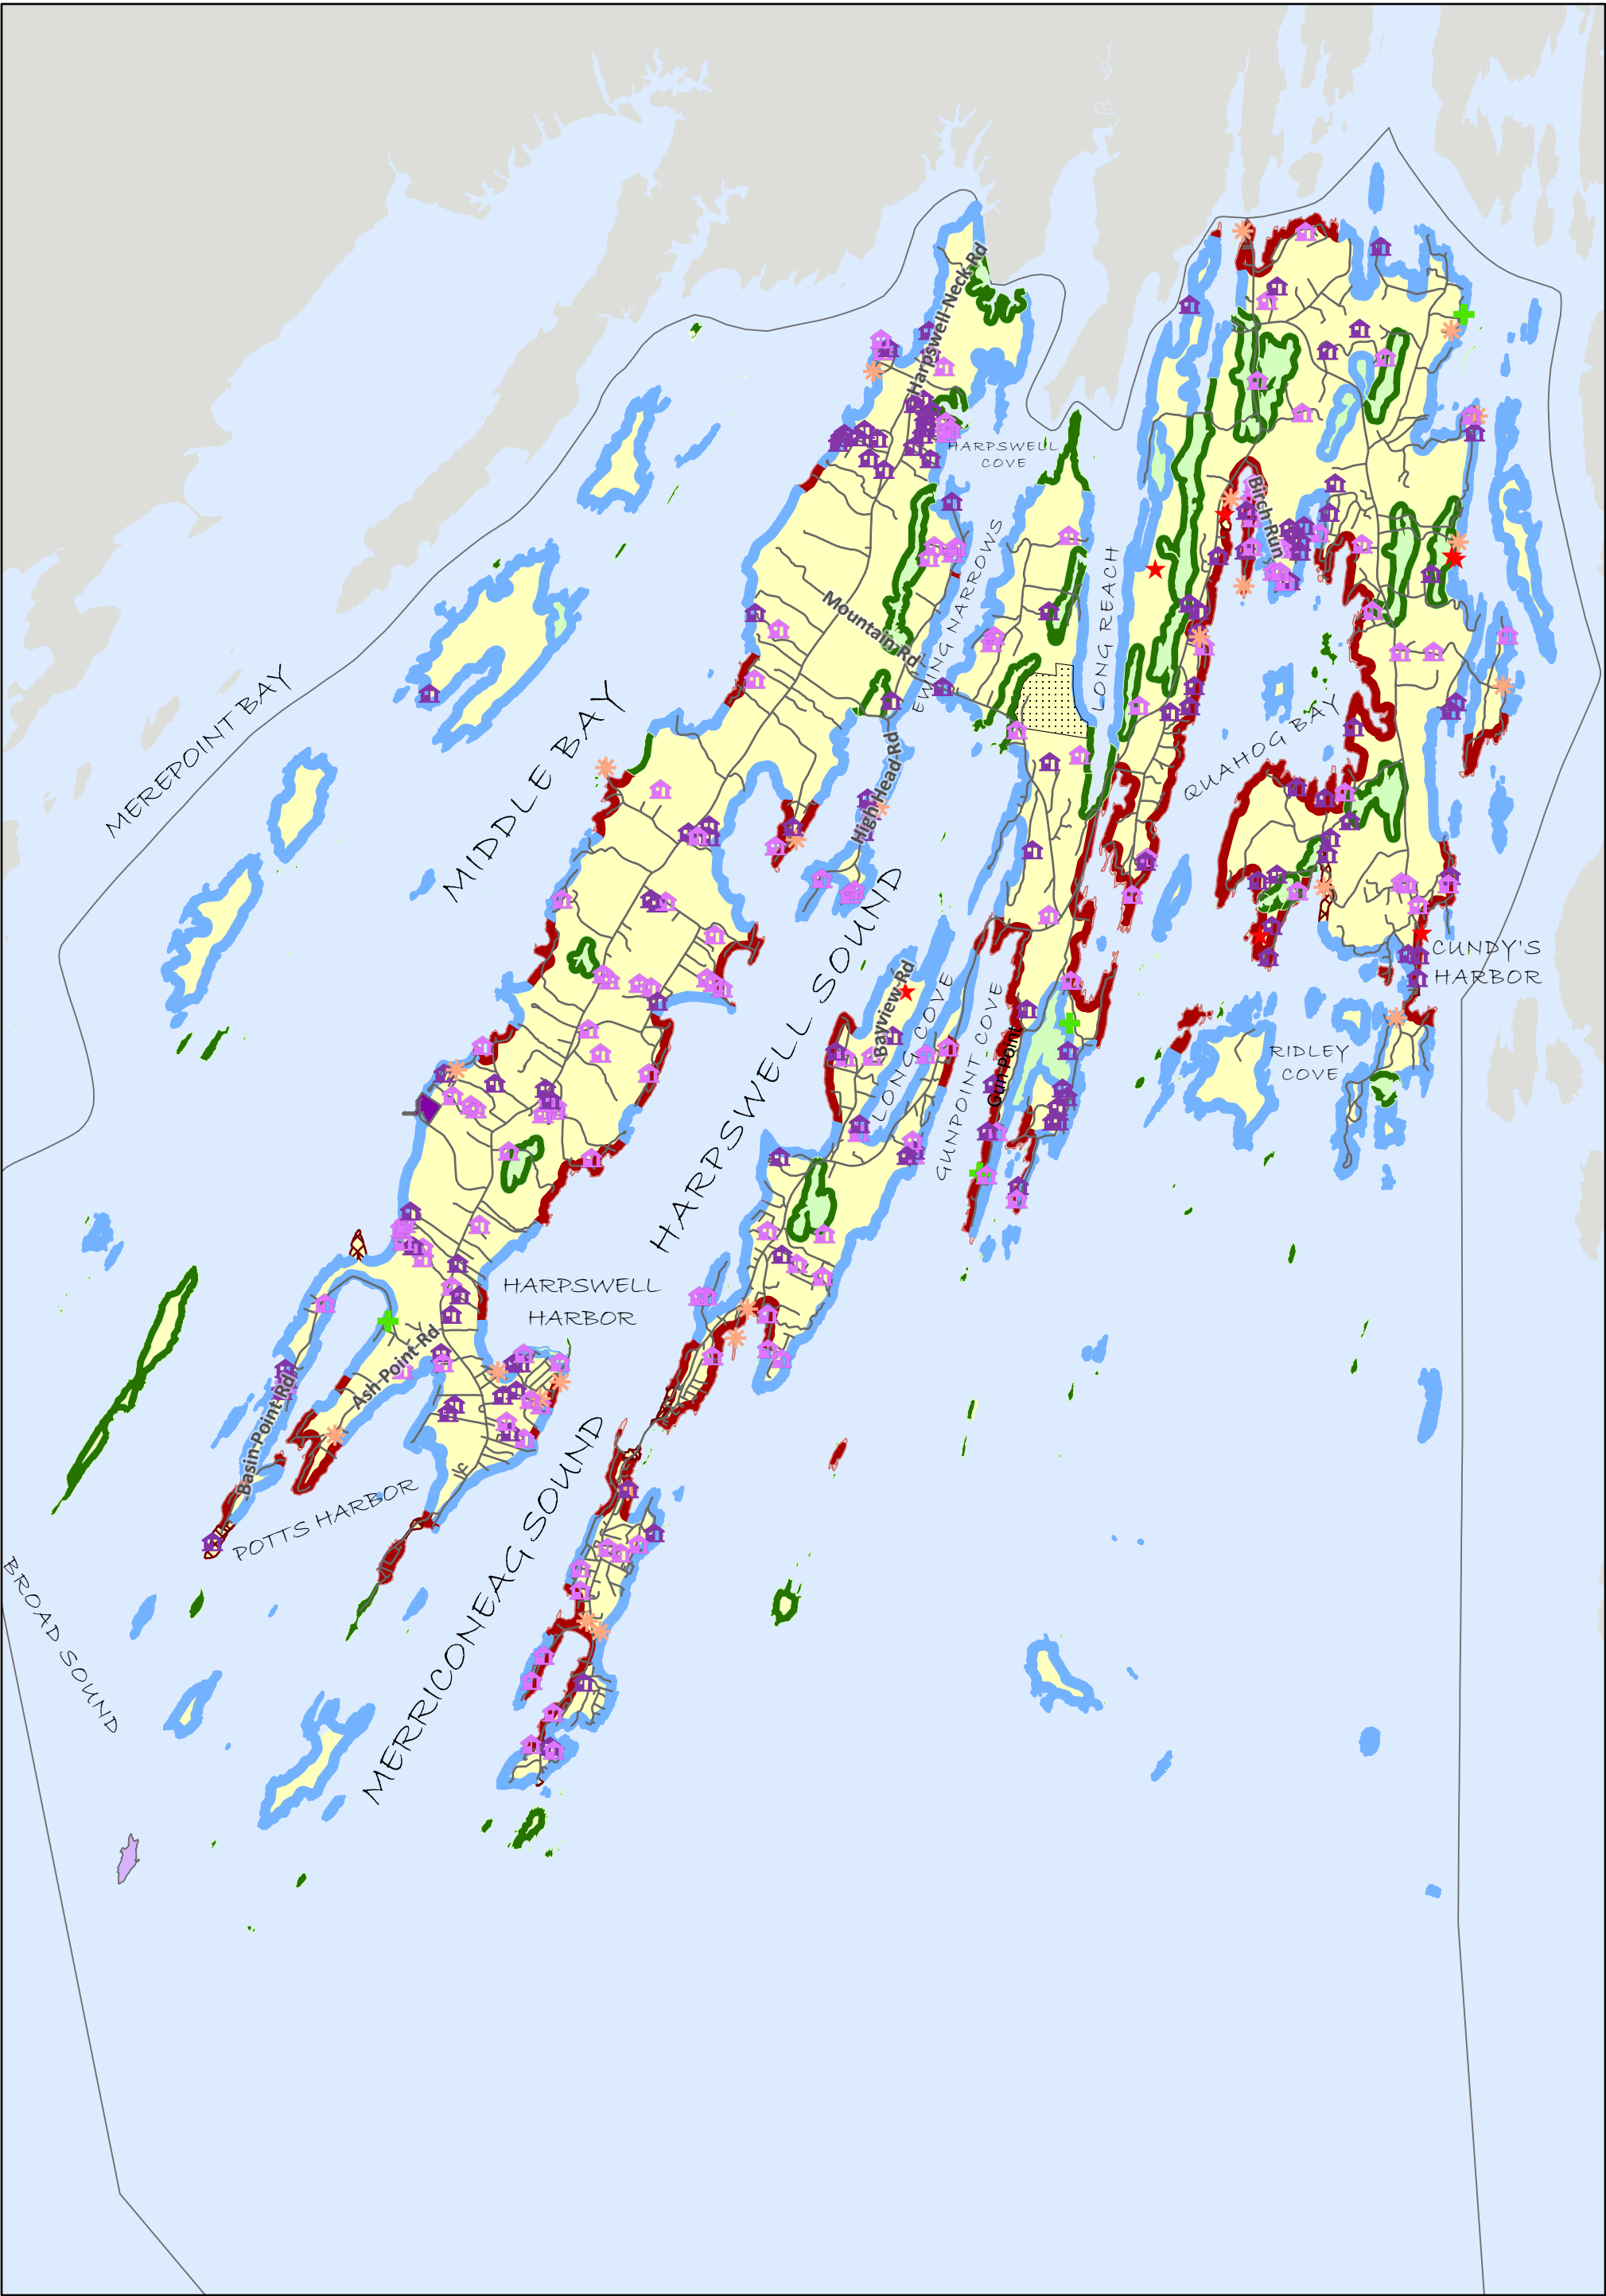 Harpswell-Neck-Rd
HARPSWELL
COVE
Birch-Run
EWING NARROWS
LONG REACH
Mountain-Rd
MEREPOINT BAY
MIDDLE BAY
QUAHOG BAY
High-Head-Rd
HARPSWELL SOUND
CUNDY'S
HARBOR
Bayview-Rd
LONG COVE
GUNPOINT COVE
Gun Point
RIDLEY
COVE
HARPSWELL
HARBOR
Ash-Point-Rd
Basin-Point-Rd
POTTS HARBOR
MERRICONEAG SOUND
BROAD SOUND